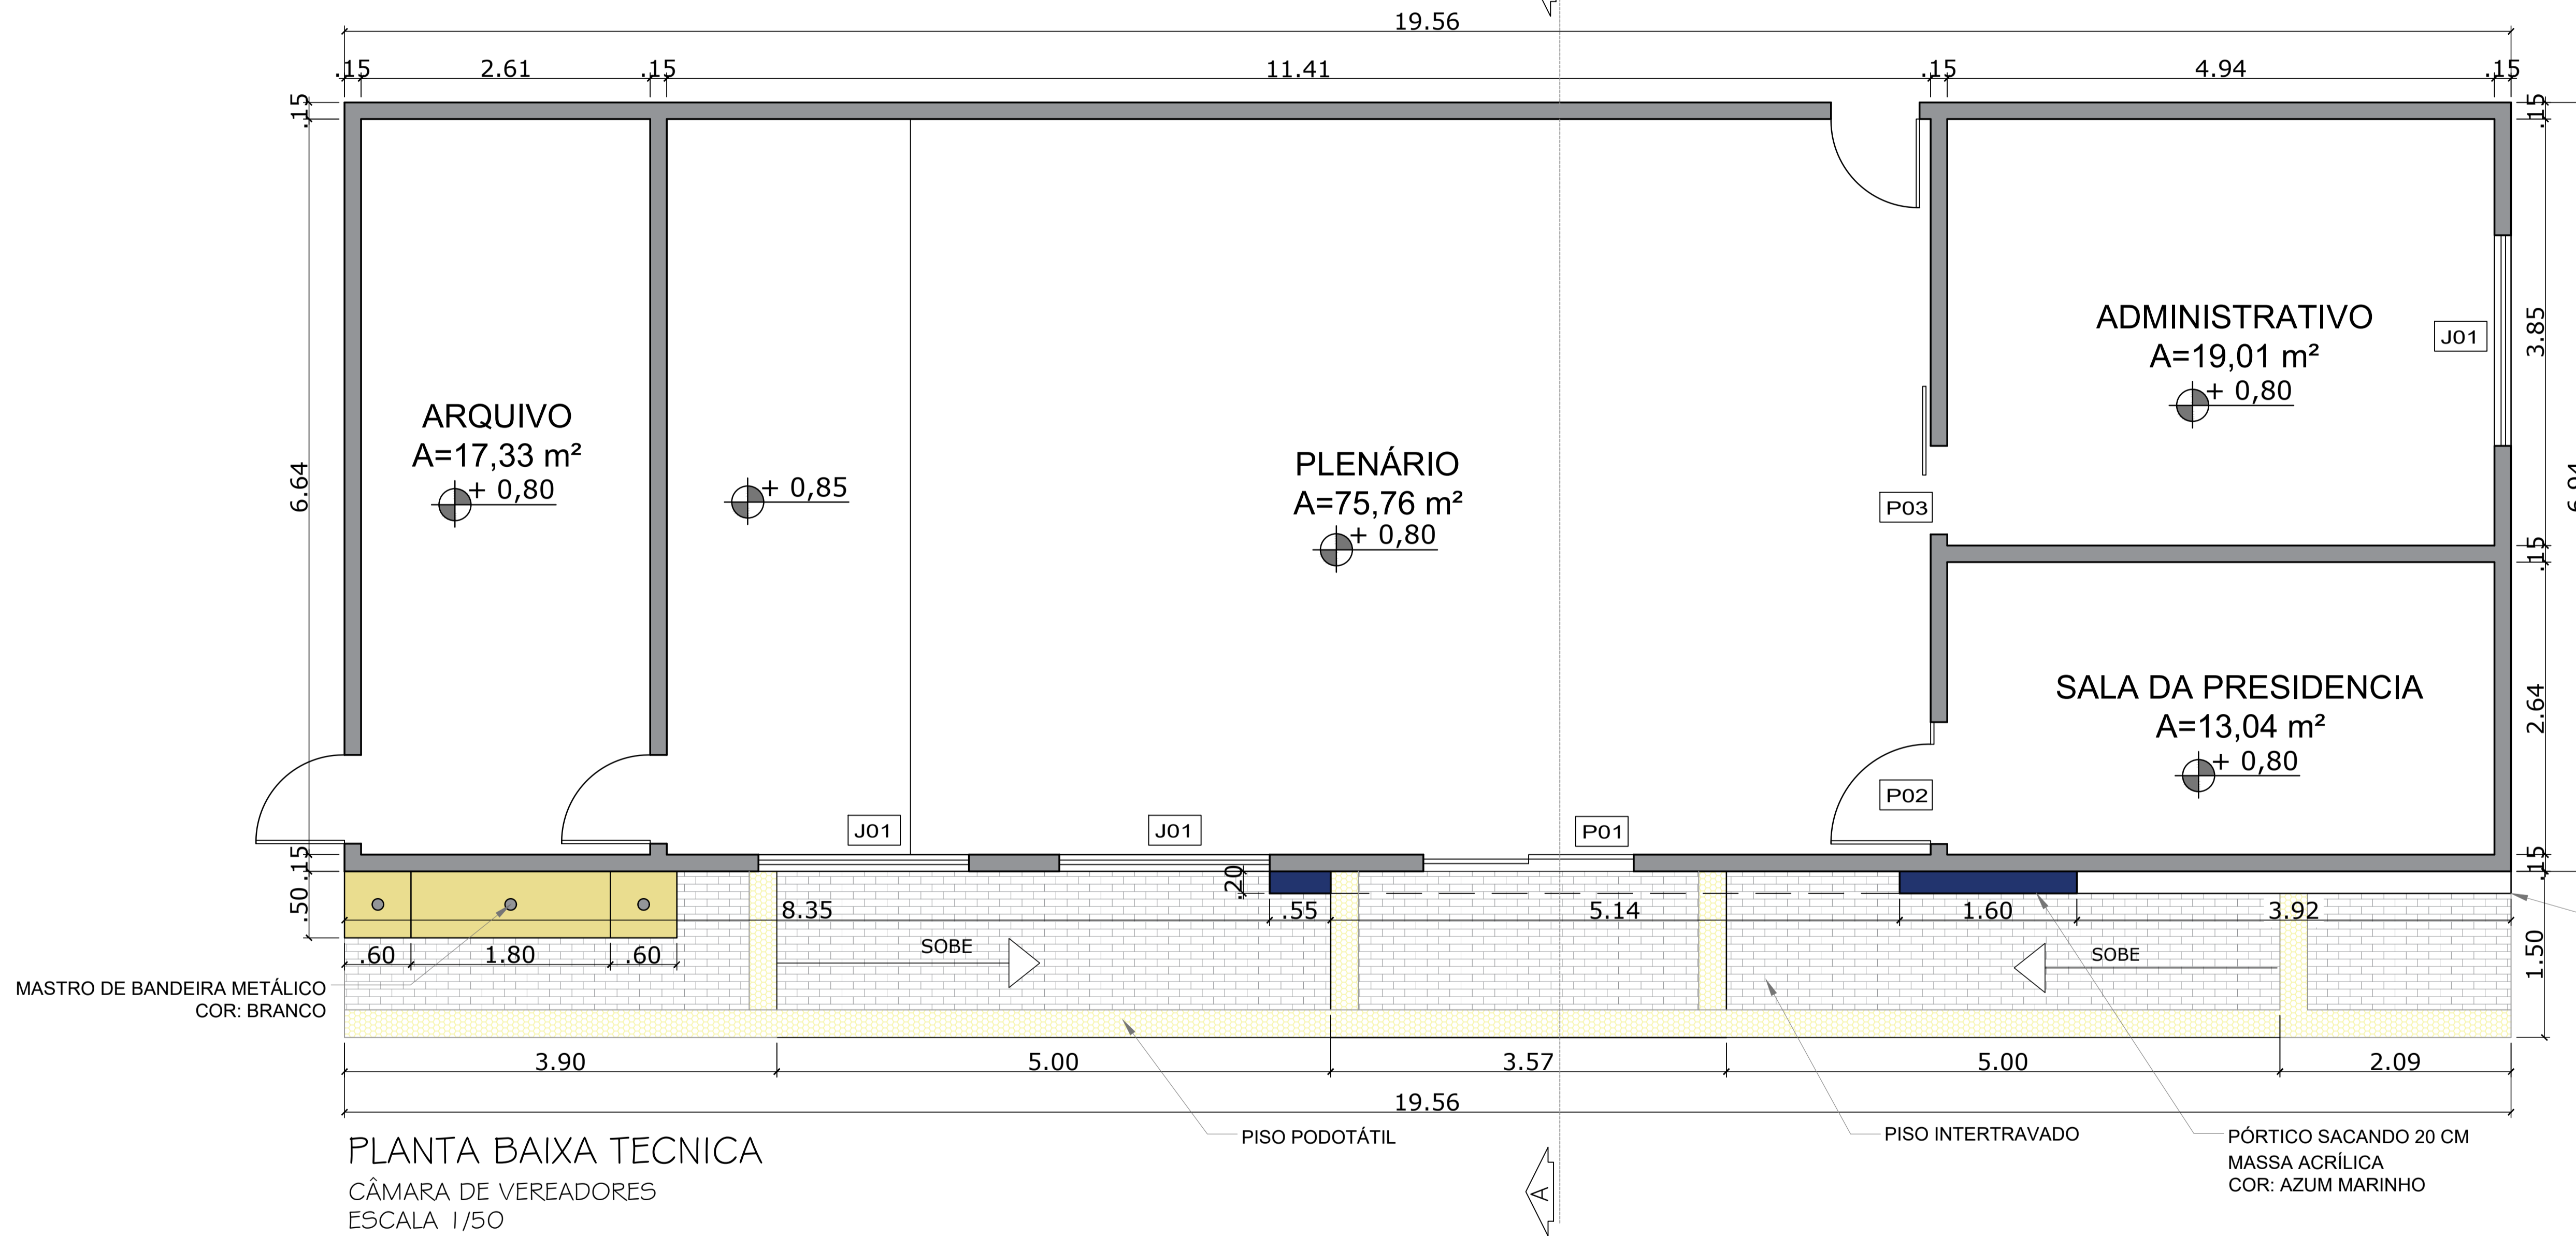 19.56
.15
2.61
.15
11.41
.15
4.94
.15
.15
.15
ADMINISTRATIVO
A=19,01 m²
+ 0,80
J01
3.85
ARQUIVO
A=17,33 m²
+ 0,80
6.64
+ 0,85
PLENÁRIO
A=75,76 m²
+ 0,80
P03
6.94
.15
SALA DA PRESIDENCIA
A=13,04 m²
+ 0,80
2.64
P02
J01
J01
P01
.15
.15
.50
.20
8.35
.55
5.14
1.60
3.92
.60
1.80
.60
SOBE
SOBE
1.50
MASTRO DE BANDEIRA METÁLICO
COR: BRANCO
3.90
5.00
3.57
5.00
2.09
19.56
PISO PODOTÁTIL
PISO INTERTRAVADO
PÓRTICO SACANDO 20 CM
MASSA ACRÍLICA
COR: AZUM MARINHO
PLANTA BAIXA TECNICA
CÂMARA DE VEREADORES
ESCALA 1/50
A